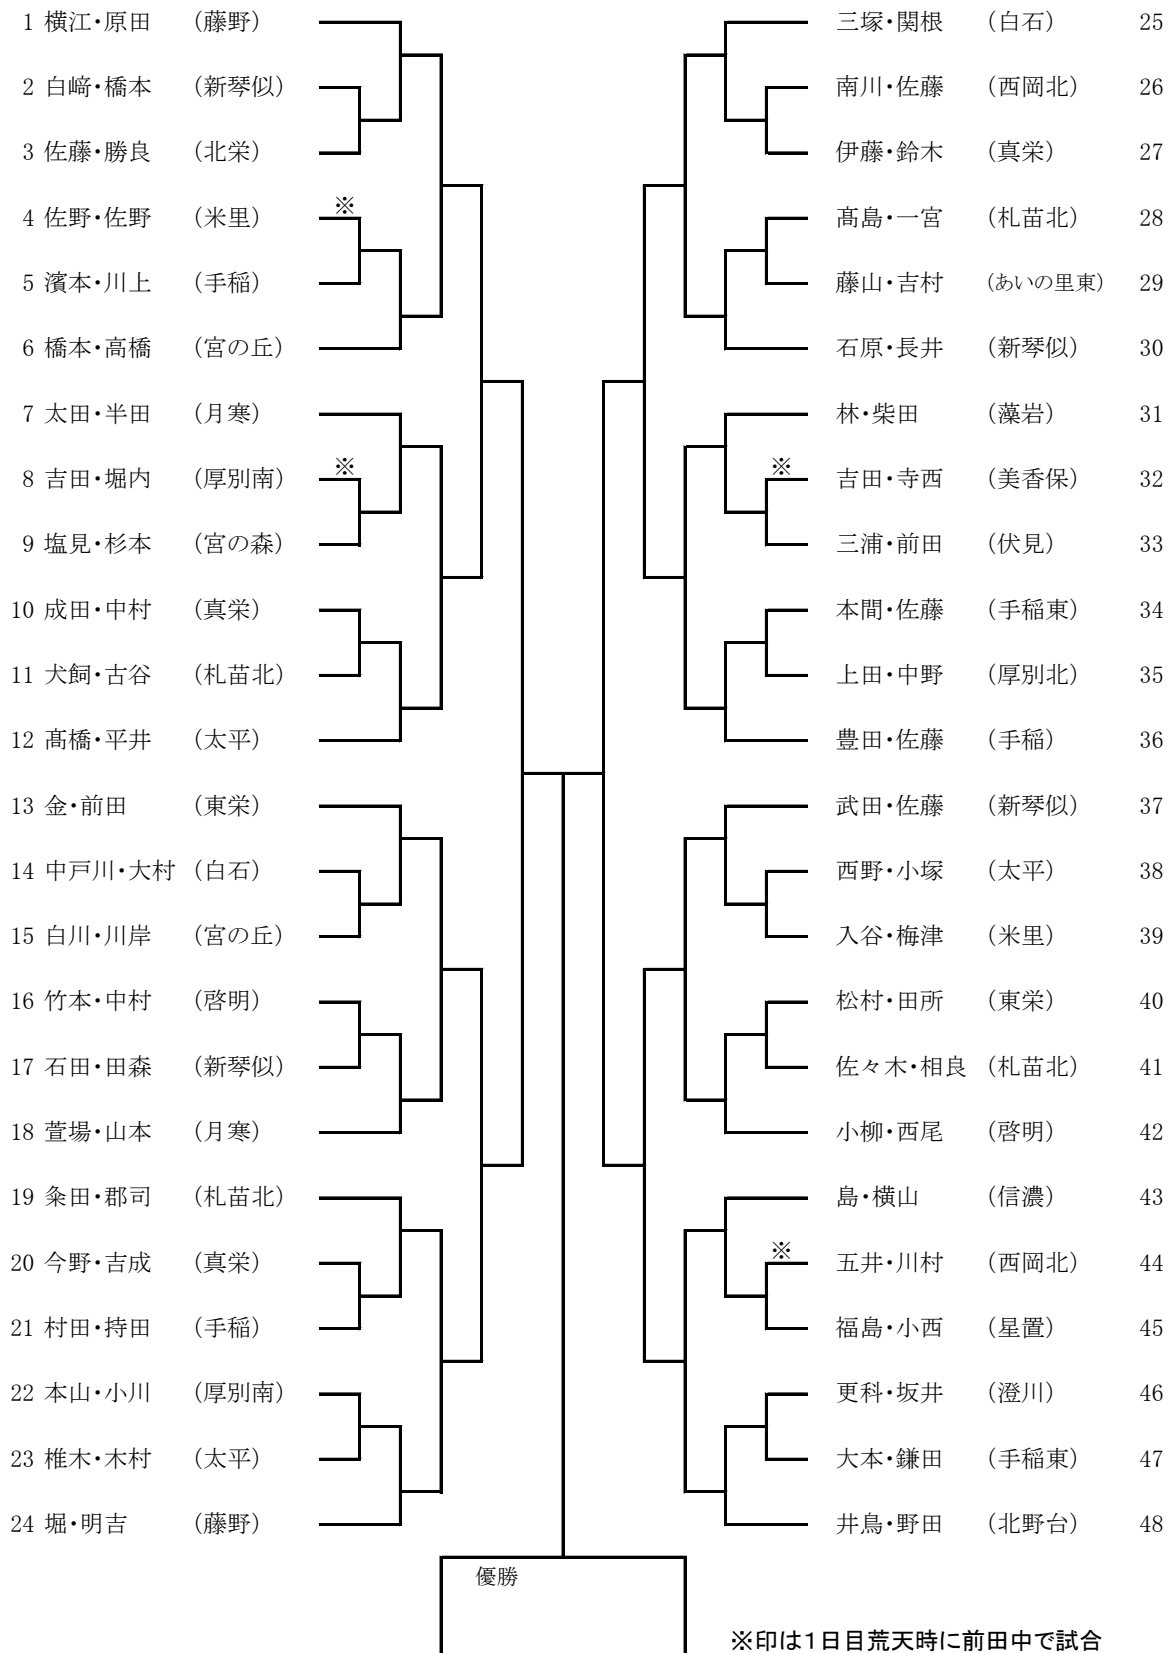 1 横江・原田 （藤野） 三塚・関根 （白石） 25
2 白﨑・橋本 （新琴似） 南川・佐藤 （西岡北） 26
3 佐藤・勝良 （北栄） 伊藤・鈴木 （真栄） 27
4 佐野・佐野 （米里） ※ 髙島・一宮 （札苗北） 28
5 濱本・川上 （手稲） 藤山・吉村 （あいの里東） 29
6 橋本・高橋 （宮の丘） 石原・長井 （新琴似） 30
7 太田・半田 （月寒） 林・柴田 （藻岩） 31
8 吉田・堀内 （厚別南） ※ ※ 吉田・寺西 （美香保） 32
9 塩見・杉本 （宮の森） 三浦・前田 （伏見） 33
10 成田・中村 （真栄） 本間・佐藤 （手稲東） 34
11 犬飼・古谷 （札苗北） 上田・中野 （厚別北） 35
12 髙橋・平井 （太平） 豊田・佐藤 （手稲） 36
13 金・前田 （東栄） 武田・佐藤 （新琴似） 37
14 中戸川・大村 （白石） 西野・小塚 （太平） 38
15 白川・川岸 （宮の丘） 入谷・梅津 （米里） 39
16 竹本・中村 （啓明） 松村・田所 （東栄） 40
17 石田・田森 （新琴似） 佐々木・相良 （札苗北） 41
18 萱場・山本 （月寒） 小柳・西尾 （啓明） 42
19 粂田・郡司 （札苗北） 島・横山 （信濃） 43
20 今野・吉成 （真栄） ※ 五井・川村 （西岡北） 44
21 村田・持田 （手稲） 福島・小西 （星置） 45
22 本山・小川 （厚別南） 更科・坂井 （澄川） 46
23 椎木・木村 （太平） 大本・鎌田 （手稲東） 47
24 堀・明吉 （藤野） 井鳥・野田 （北野台） 48
優勝
※印は１日目荒天時に前田中で試合